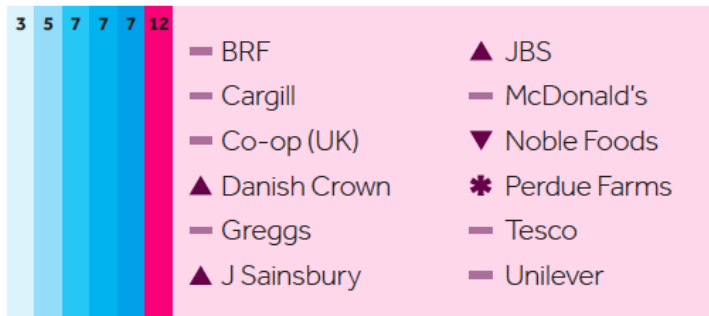 3 5 7 7 7 12
BRF
Cargill
Co-op (UK)
Danish Crown
Greggs
J Sainsbury
JBS
McDonald's
Noble Foods
Perdue Farms
Tesco
Unilever